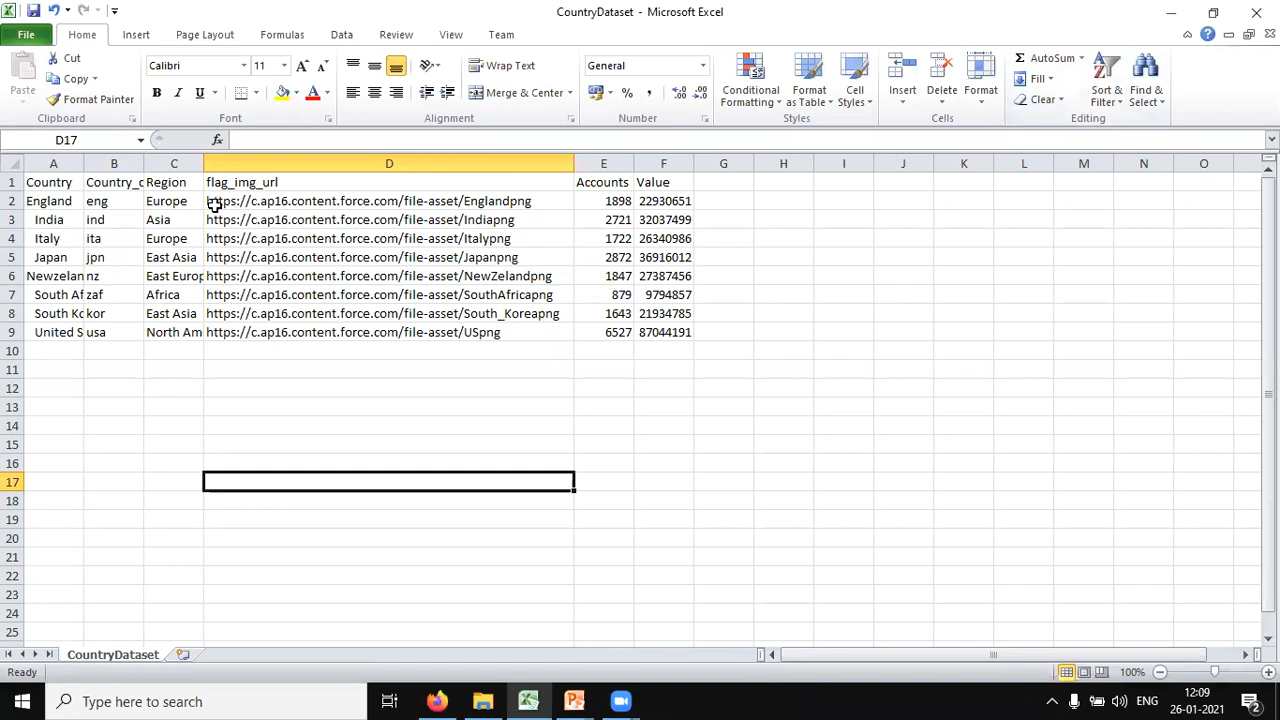 CountryDataset - Microsoft Excel
File Home Insert Page Layout Formulas Data Review View Team
Paste Cut Copy Format Painter Clipboard
Calibri 11 A A B I U A Font
Wrap Text Merge & Center Alignment
General % , Number
Conditional Formatting Format as Table Cell Styles Styles
Insert Delete Format Cells
Σ AutoSum Fill Clear Sort & Filter Find & Select Editing
D17 fx
A B C D E F G H I J K L M N O
1 Country Country_c Region flag_img_url Accounts Value
2 England eng Europe https://c.ap16.content.force.com/file-asset/Englandpng 1898 22930651
3 India ind Asia https://c.ap16.content.force.com/file-asset/Indiapng 2721 32037499
4 Italy ita Europe https://c.ap16.content.force.com/file-asset/Italypng 1722 26340986
5 Japan jpn East Asia https://c.ap16.content.force.com/file-asset/Japanpng 2872 36916012
6 Newzelan nz East Europ https://c.ap16.content.force.com/file-asset/NewZelandpng 1847 27387456
7 South Af zaf Africa https://c.ap16.content.force.com/file-asset/SouthAfricapng 879 9794857
8 South Ko kor East Asia https://c.ap16.content.force.com/file-asset/South_Koreapng 1643 21934785
9 United S usa North Am https://c.ap16.content.force.com/file-asset/USpng 6527 87044191
10
11
12
13
14
15
16
17
18
19
20
21
22
23
24
25
CountryDataset
Ready 100%
Type here to search ENG 12:09
26-01-2021 2